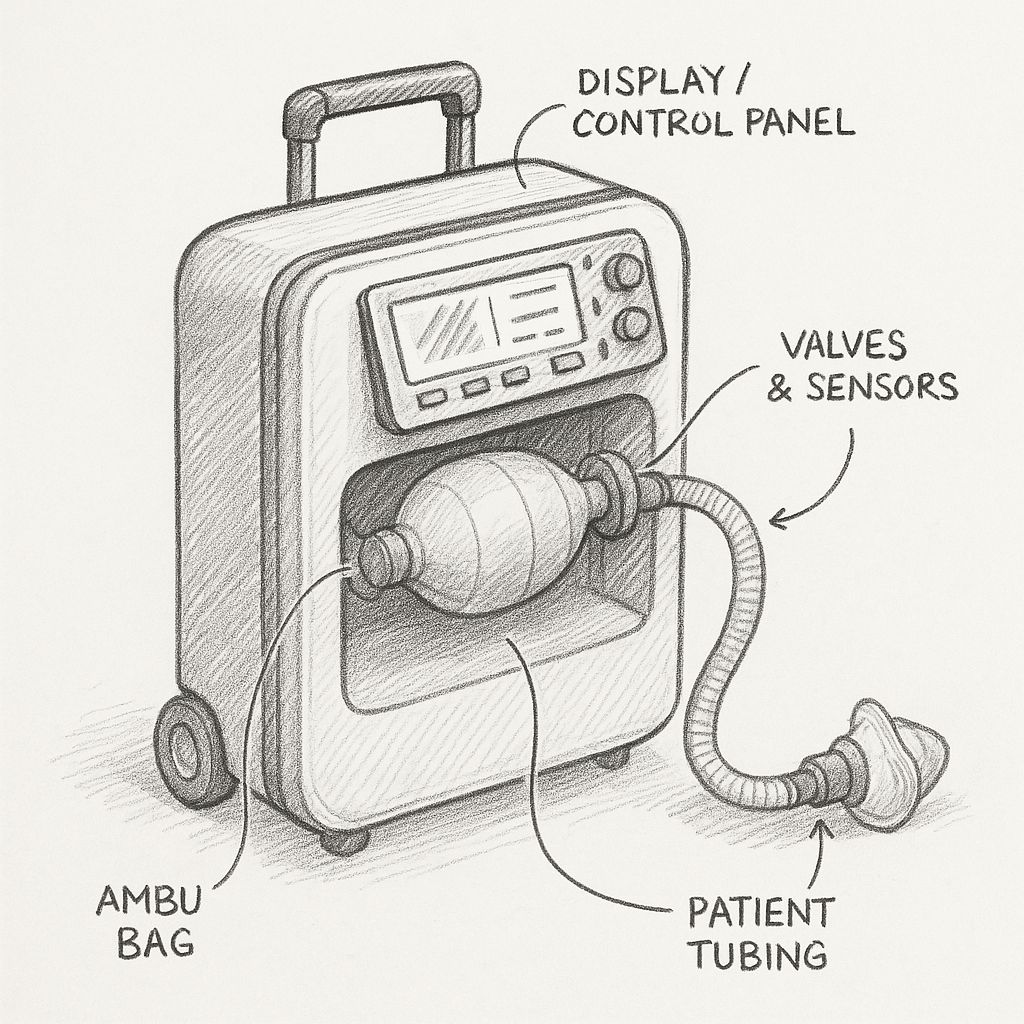 DISPLAY /
CONTROL PANEL
VALVES
& SENSORS
AMBU
BAG
PATIENT
TUBING